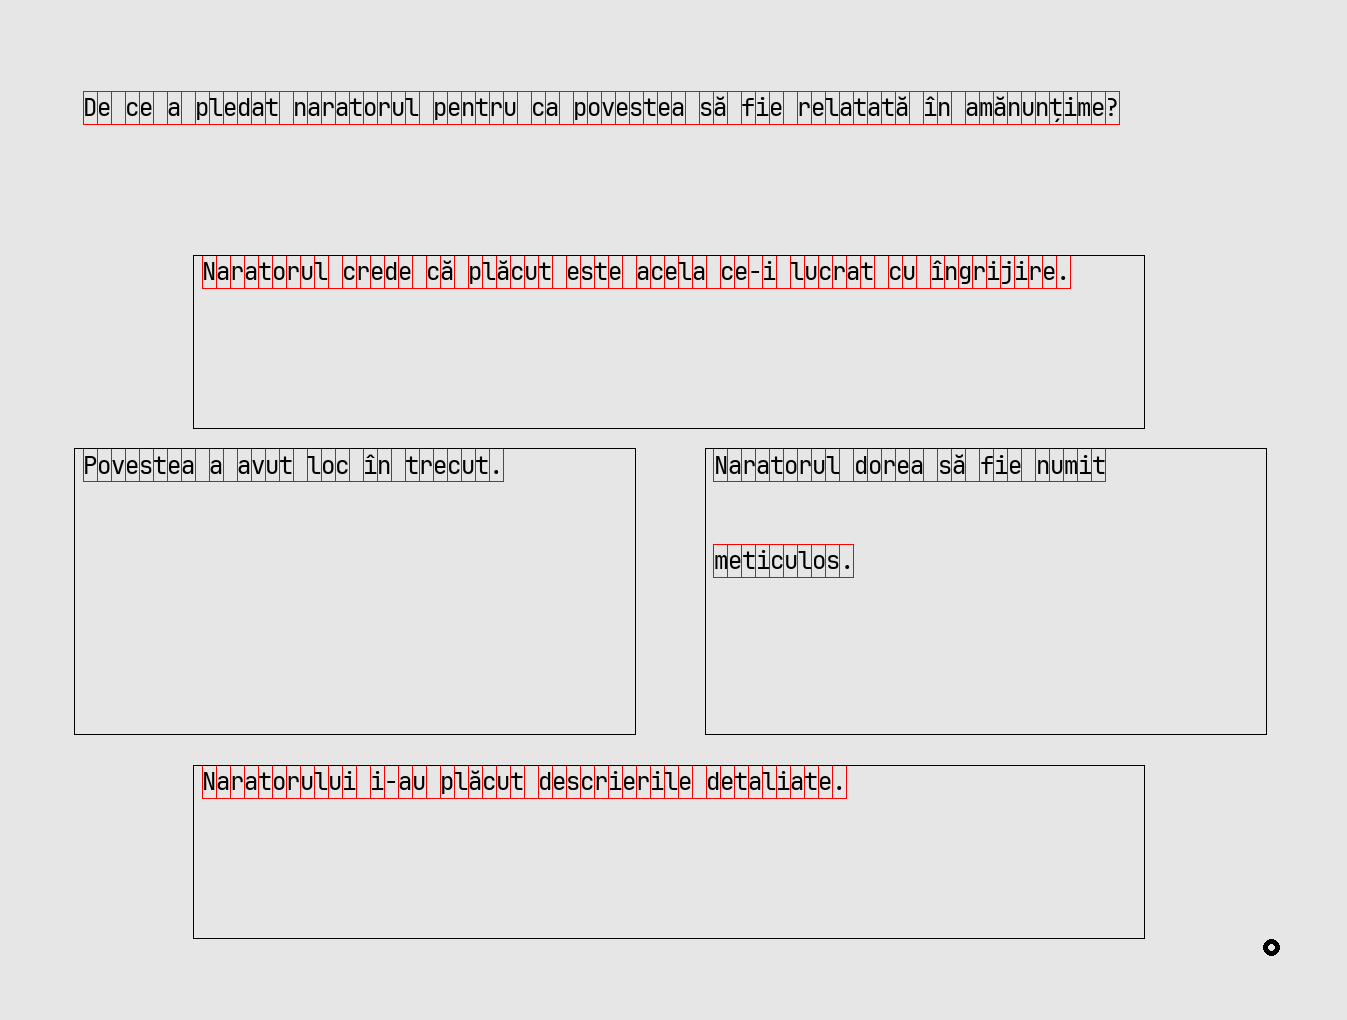 De ce a pledat naratorul pentru ca povestea să fie relatată în amănunțime?
Naratorul crede că plăcut este acela ce-i lucrat cu îngrijire.
Povestea a avut loc în trecut.
Naratorul dorea să fie numit
meticulos.
Naratorului i-au plăcut descrierile detaliate.